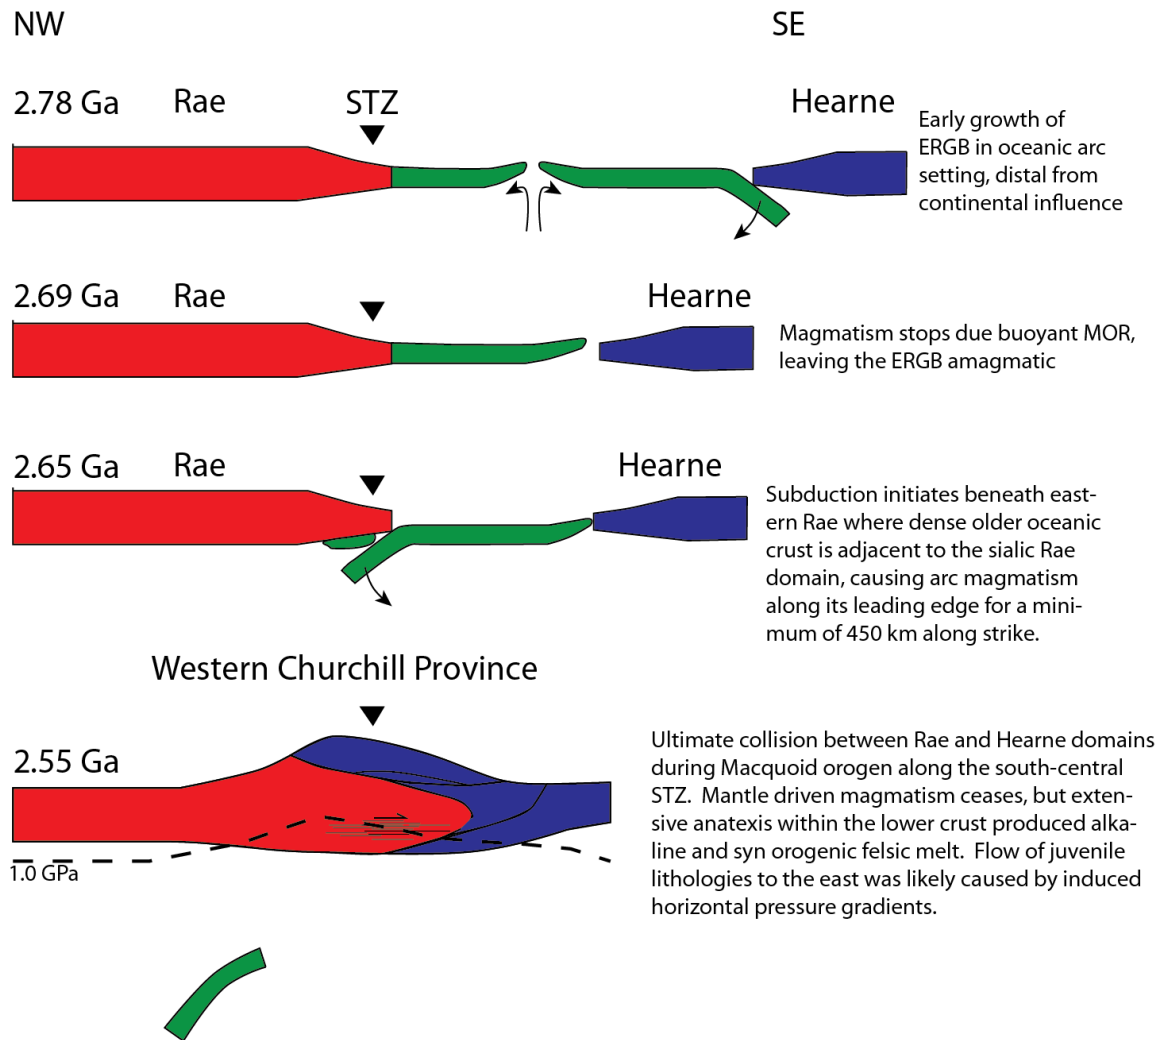 NW
SE
2.78 Ga
Rae
STZ
Hearne
Early growth of
ERGB in oceanic arc
setting, distal from
continental influence
2.69 Ga
Rae
Hearne
Magmatism stops due buoyant MOR,
leaving the ERGB amagmatic
2.65 Ga
Rae
Hearne
Subduction initiates beneath east-
ern Rae where dense older oceanic
crust is adjacent to the sialic Rae
domain, causing arc magmatism
along its leading edge for a mini-
mum of 450 km along strike.
Western Churchill Province
2.55 Ga
1.0 GPa
Ultimate collision between Rae and Hearne domains
during Macquoid orogen along the south-central
STZ. Mantle driven magmatism ceases, but exten-
sive anatexis within the lower crust produced alka-
line and syn orogenic felsic melt. Flow of juvenile
lithologies to the east was likely caused by induced
horizontal pressure gradients.